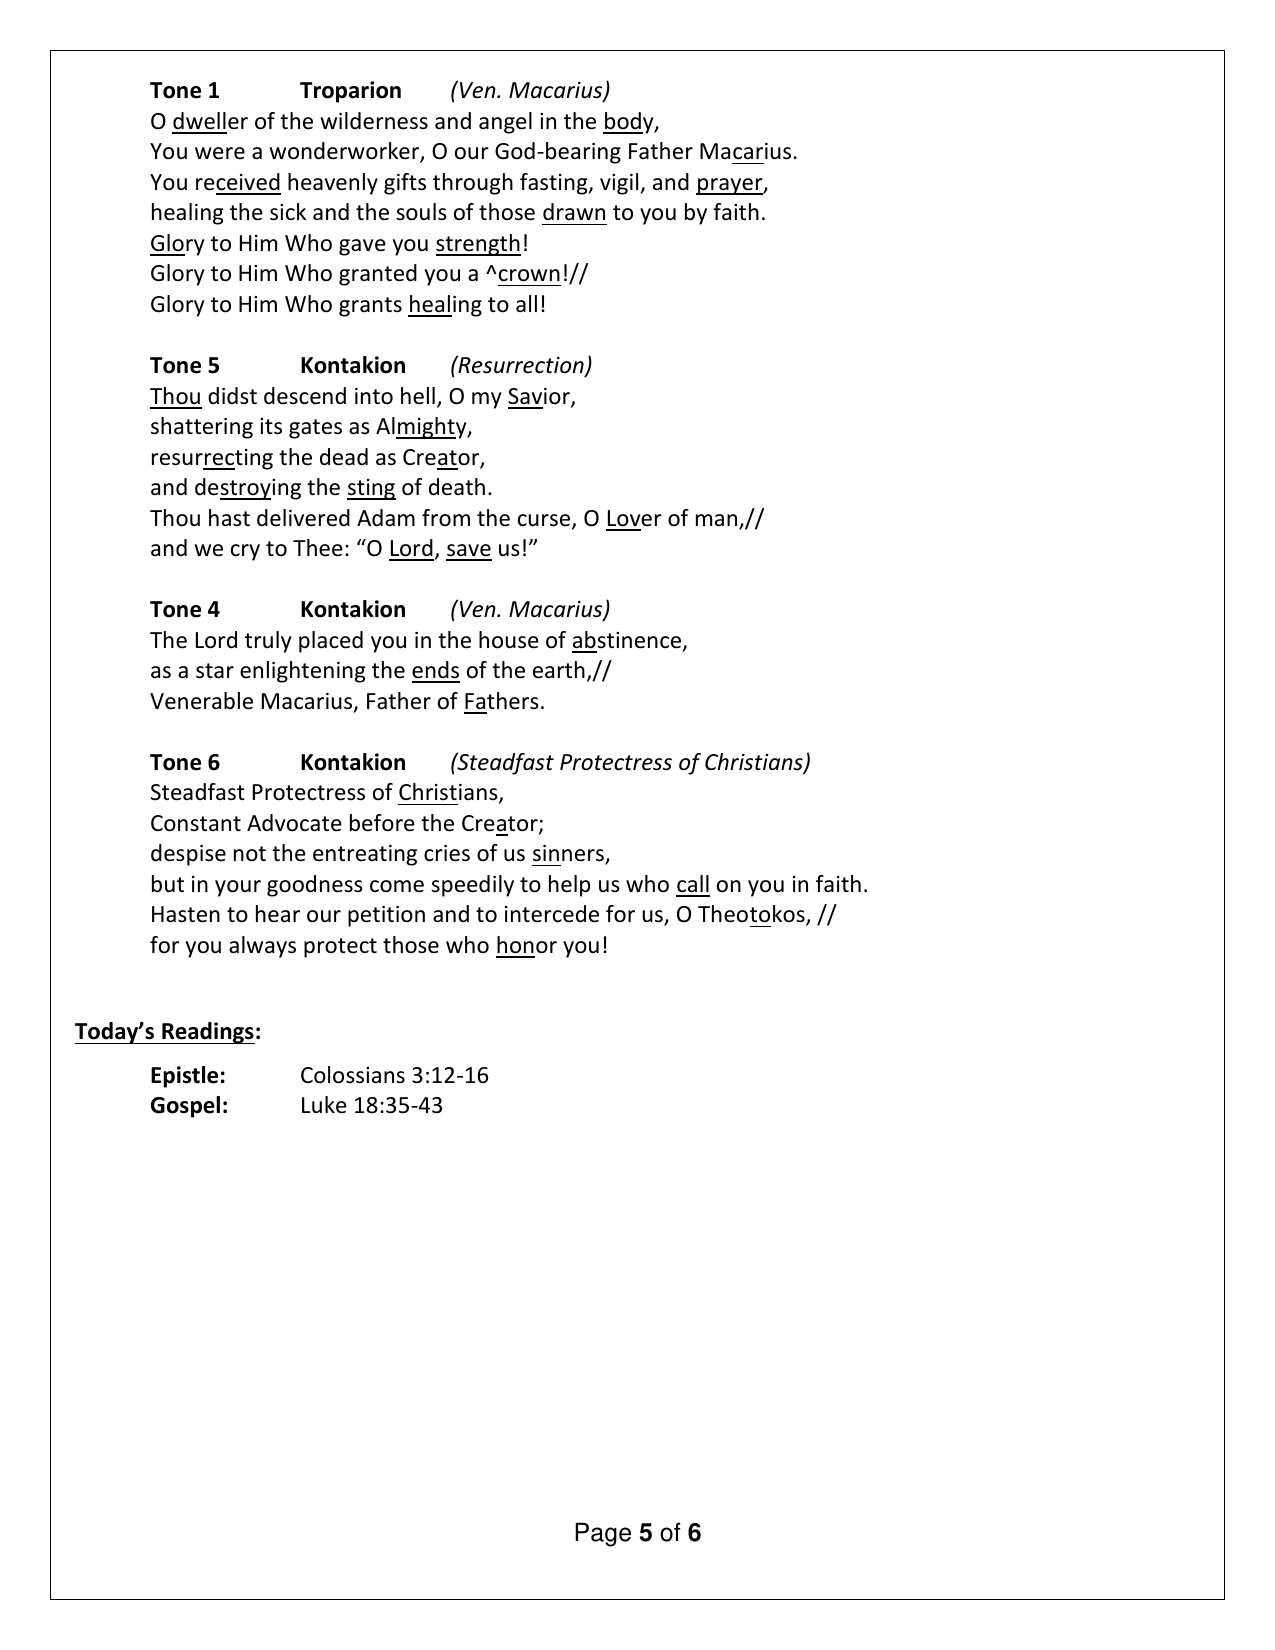 Tone 1 Troparion (Ven. Macarius)
O dweller of the wilderness and angel in the body,
You were a wonderworker, O our God-bearing Father Macarius.
You received heavenly gifts through fasting, vigil, and prayer,
healing the sick and the souls of those drawn to you by faith.
Glory to Him Who gave you strength!
Glory to Him Who granted you a ^crown!//
Glory to Him Who grants healing to all!
Tone 5 Kontakion (Resurrection)
Thou didst descend into hell, O my Savior,
shattering its gates as Almighty,
resurrecting the dead as Creator,
and destroying the sting of death.
Thou hast delivered Adam from the curse, O Lover of man,//
and we cry to Thee: “O Lord, save us!”
Tone 4 Kontakion (Ven. Macarius)
The Lord truly placed you in the house of abstinence,
as a star enlightening the ends of the earth,//
Venerable Macarius, Father of Fathers.
Tone 6 Kontakion (Steadfast Protectress of Christians)
Steadfast Protectress of Christians,
Constant Advocate before the Creator;
despise not the entreating cries of us sinners,
but in your goodness come speedily to help us who call on you in faith.
Hasten to hear our petition and to intercede for us, O Theotokos, //
for you always protect those who honor you!
Today’s Readings:
Epistle: Colossians 3:12-16
Gospel: Luke 18:35-43
Page 5 of 6